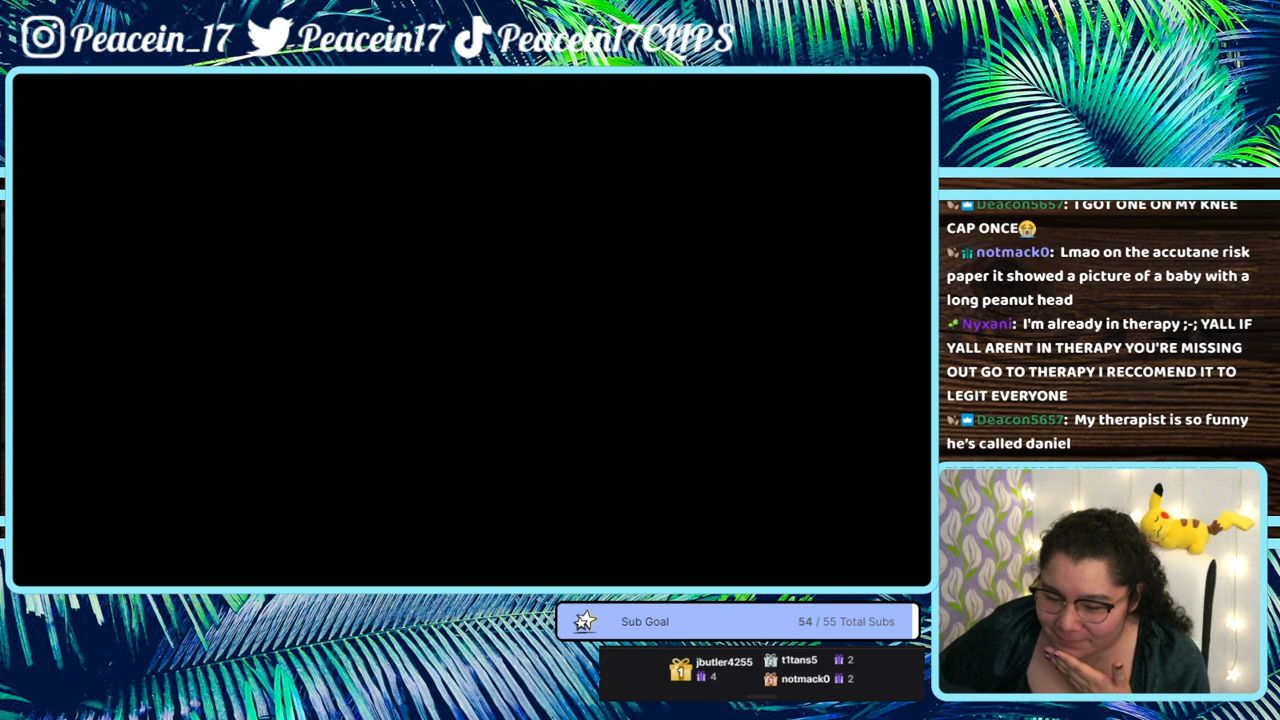 Peacein_17 Peacein17 Peacein17ClIPS
Deacon5657: I GOT ONE ON MY KNEE
CAP ONCE😭
notmack0: Lmao on the accutane risk
paper it showed a picture of a baby with a
long peanut head
Nyxani: I'm already in therapy ;-; YALL IF
YALL ARENT IN THERAPY YOU'RE MISSING
OUT GO TO THERAPY I RECCOMEND IT TO
LEGIT EVERYONE
Deacon5657: My therapist is so funny
he's called daniel
Sub Goal 54 / 55 Total Subs
1 jbutler4255 4
t1tans5 2
notmack0 2